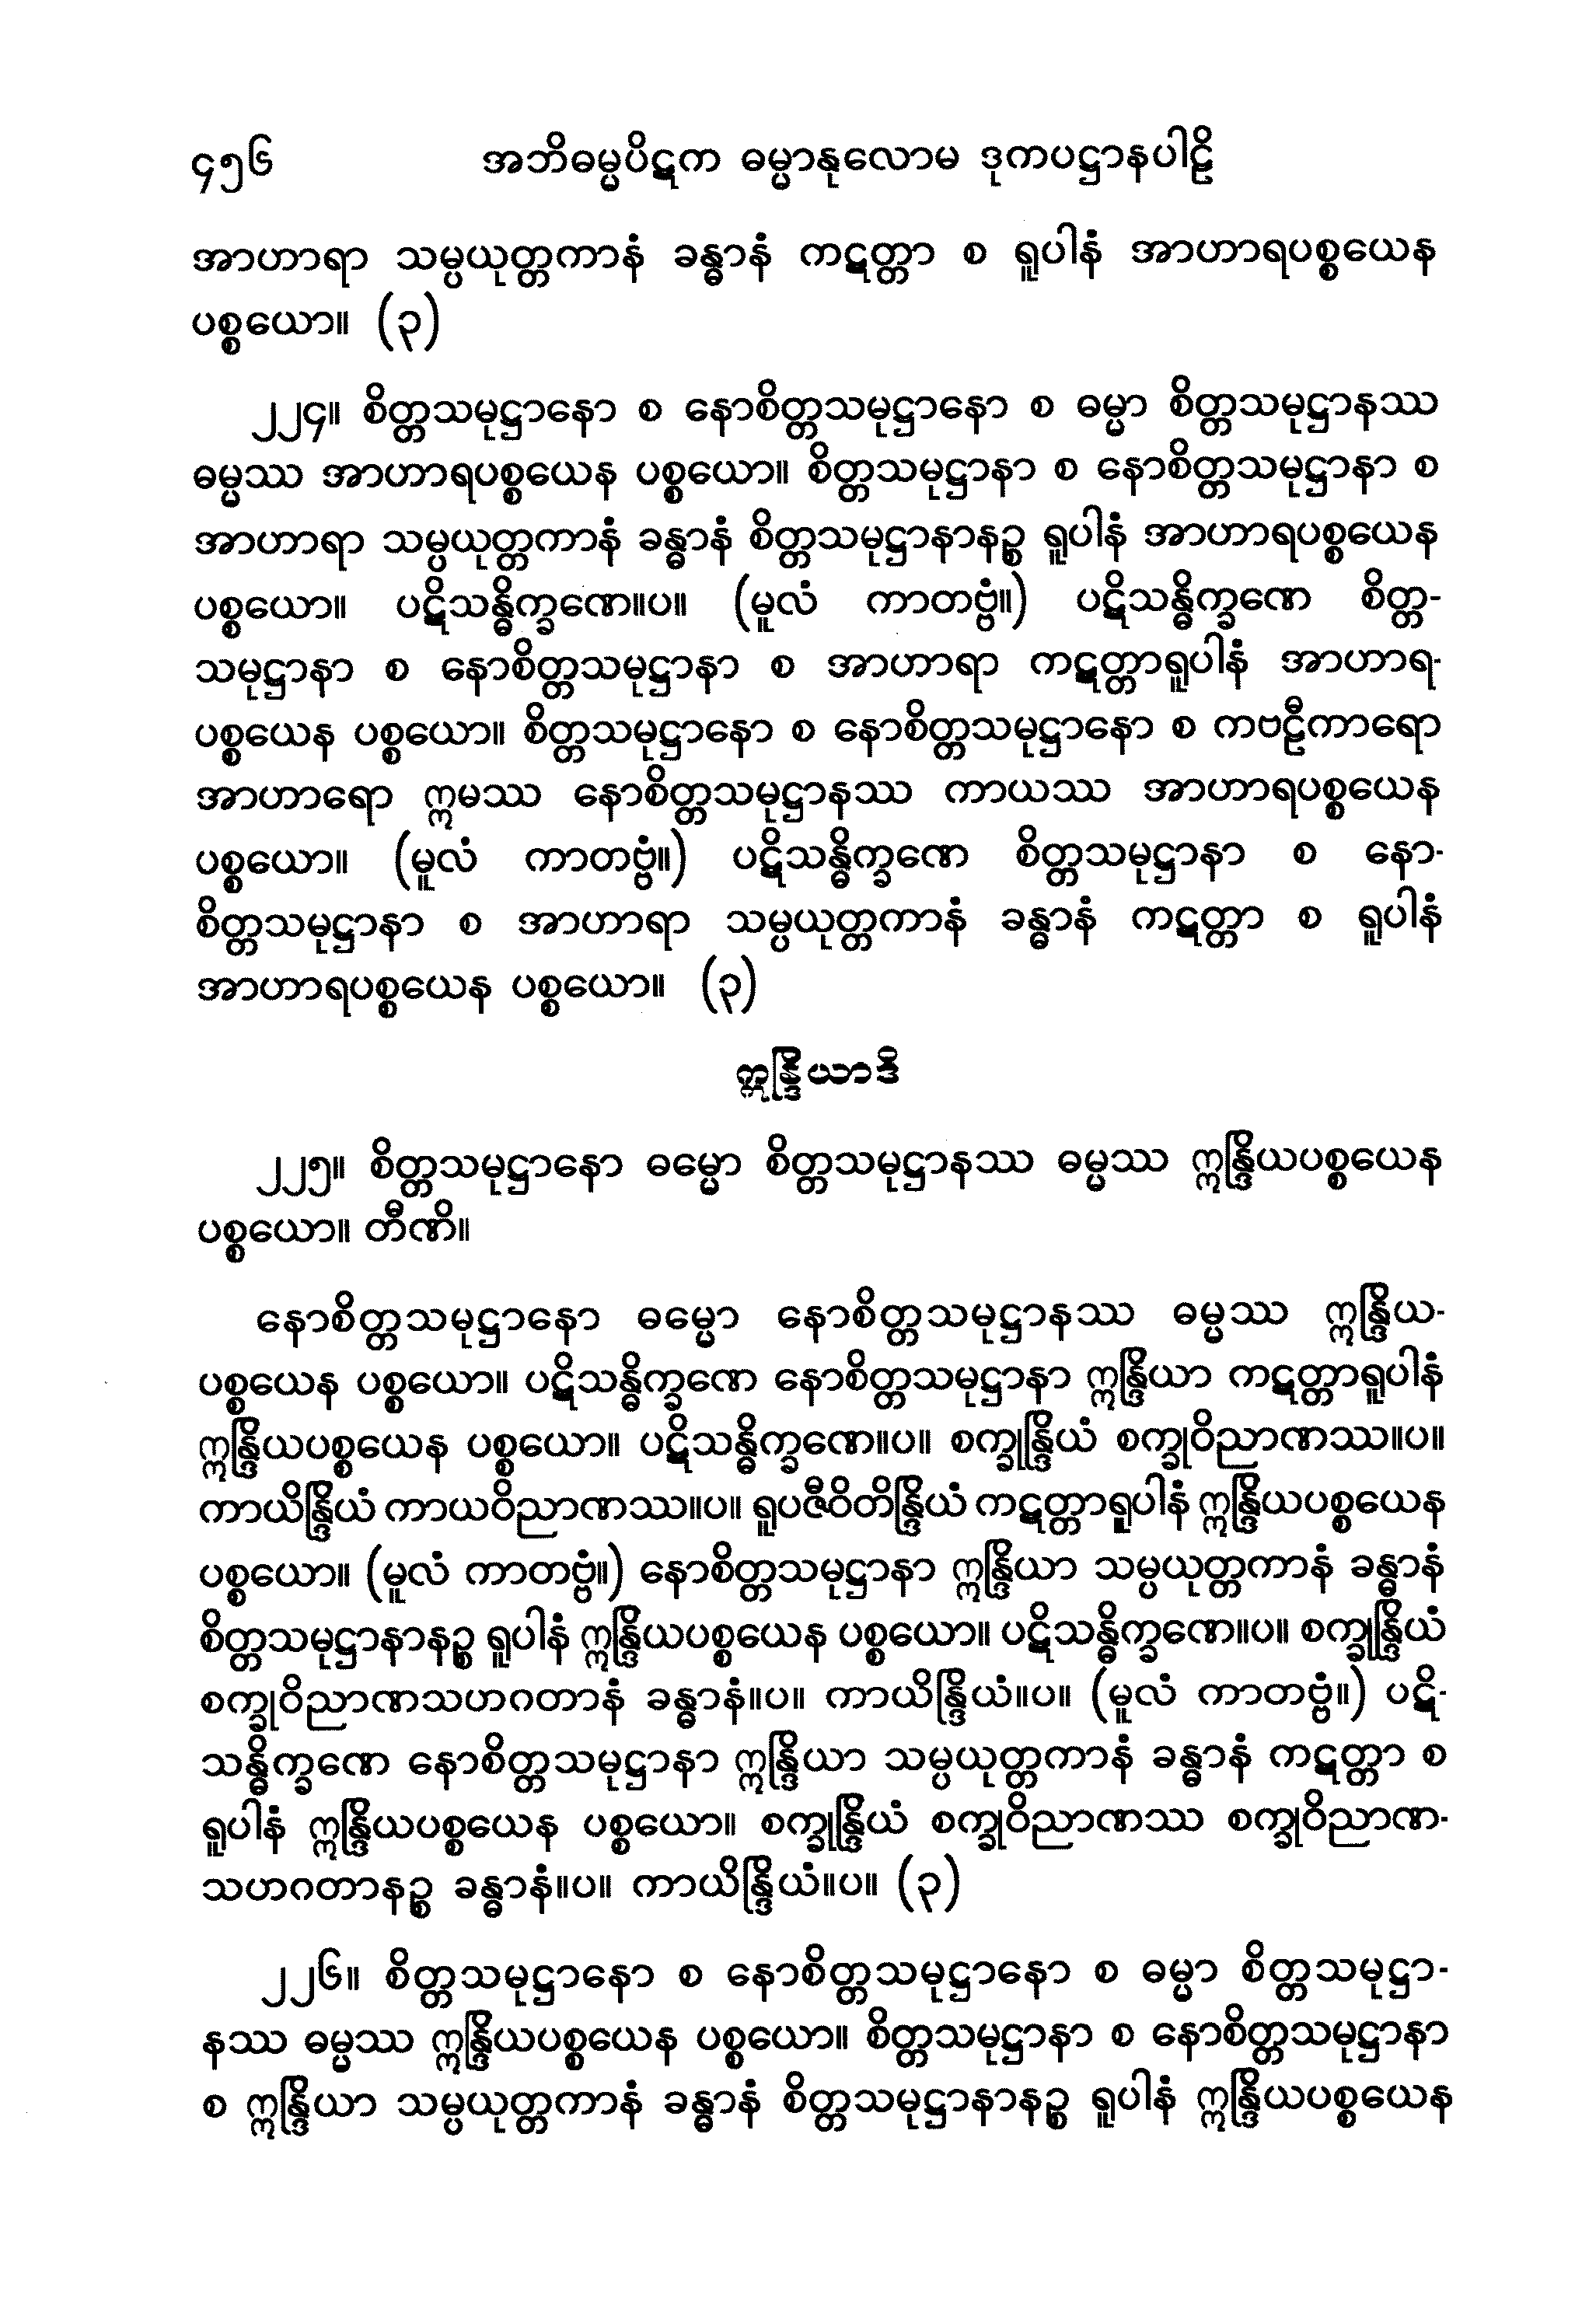 ၄၅၆ အဘိဓမ္မပိဋက ဓမ္မာနုလောမ ဒုကပဋ္ဌာနပါဠိ
အာဟာရာ သမ္ပယုတ္တကာနံ ခန္ဓာနံ ကဋတ္တာ စ ရူပါနံ အာဟာရပစ္စယေန
ပစ္စယော။ (၃)
၂၂၄။ စိတ္တသမုဋ္ဌာနော စ နောစိတ္တသမုဋ္ဌာနော စ ဓမ္မာ စိတ္တသမုဋ္ဌာနဿ
ဓမ္မဿ အာဟာရပစ္စယေန ပစ္စယော။ စိတ္တသမုဋ္ဌာနာ စ နောစိတ္တသမုဋ္ဌာနာ စ
အာဟာရာ သမ္ပယုတ္တကာနံ ခန္ဓာနံ စိတ္တသမုဋ္ဌာနာနဉ္စ ရူပါနံ အာဟာရပစ္စယေန
ပစ္စယော။ ပဋိသန္ဓိက္ခဏေ။ပ။ (မူလံ ကာတဗ္ဗံ။) ပဋိသန္ဓိက္ခဏေ စိတ္တ-
သမုဋ္ဌာနာ စ နောစိတ္တသမုဋ္ဌာနာ စ အာဟာရာ ကဋတ္တာရူပါနံ အာဟာရ-
ပစ္စယေန ပစ္စယော။ စိတ္တသမုဋ္ဌာနော စ နောစိတ္တသမုဋ္ဌာနော စ ကဗဠီကာရော
အာဟာရော ဣမဿ နောစိတ္တသမုဋ္ဌာနဿ ကာယဿ အာဟာရပစ္စယေန
ပစ္စယော။ (မူလံ ကာတဗ္ဗံ။) ပဋိသန္ဓိက္ခဏေ စိတ္တသမုဋ္ဌာနာ စ နော-
စိတ္တသမုဋ္ဌာနာ စ အာဟာရာ သမ္ပယုတ္တကာနံ ခန္ဓာနံ ကဋတ္တာ စ ရူပါနံ
အာဟာရပစ္စယေန ပစ္စယော။ (၃)
ဣန္ဒြိယာဒိ
၂၂၅။ စိတ္တသမုဋ္ဌာနော ဓမ္မော စိတ္တသမုဋ္ဌာနဿ ဓမ္မဿ ဣန္ဒြိယပစ္စယေန
ပစ္စယော။ တီဏိ။
နောစိတ္တသမုဋ္ဌာနော ဓမ္မော နောစိတ္တသမုဋ္ဌာနဿ ဓမ္မဿ ဣန္ဒြိယ-
ပစ္စယေန ပစ္စယော။ ပဋိသန္ဓိက္ခဏေ နောစိတ္တသမုဋ္ဌာနာ ဣန္ဒြိယာ ကဋတ္တာရူပါနံ
ဣန္ဒြိယပစ္စယေန ပစ္စယော။ ပဋိသန္ဓိက္ခဏေ။ပ။ စက္ခုန္ဒြိယံ စက္ခုဝိညာဏဿ။ပ။
ကာယိန္ဒြိယံ ကာယဝိညာဏဿ။ပ။ ရူပဇီဝိတိန္ဒြိယံ ကဋတ္တာရူပါနံ ဣန္ဒြိယပစ္စယေန
ပစ္စယော။ (မူလံ ကာတဗ္ဗံ။) နောစိတ္တသမုဋ္ဌာနာ ဣန္ဒြိယာ သမ္ပယုတ္တကာနံ ခန္ဓာနံ
စိတ္တသမုဋ္ဌာနာနဉ္စ ရူပါနံ ဣန္ဒြိယပစ္စယေန ပစ္စယော။ ပဋိသန္ဓိက္ခဏေ။ပ။ စက္ခုန္ဒြိယံ
စက္ခုဝိညာဏသဟဂတာနံ ခန္ဓာနံ။ပ။ ကာယိန္ဒြိယံ။ပ။ (မူလံ ကာတဗ္ဗံ။) ပဋိ-
သန္ဓိက္ခဏေ နောစိတ္တသမုဋ္ဌာနာ ဣန္ဒြိယာ သမ္ပယုတ္တကာနံ ခန္ဓာနံ ကဋတ္တာ စ
ရူပါနံ ဣန္ဒြိယပစ္စယေန ပစ္စယော။ စက္ခုန္ဒြိယံ စက္ခုဝိညာဏဿ စက္ခုဝိညာဏ-
သဟဂတာနဉ္စ ခန္ဓာနံ။ပ။ ကာယိန္ဒြိယံ။ပ။ (၃)
၂၂၆။ စိတ္တသမုဋ္ဌာနော စ နောစိတ္တသမုဋ္ဌာနော စ ဓမ္မာ စိတ္တသမုဋ္ဌာ-
နဿ ဓမ္မဿ ဣန္ဒြိယပစ္စယေန ပစ္စယော။ စိတ္တသမုဋ္ဌာနာ စ နောစိတ္တသမုဋ္ဌာနာ
စ ဣန္ဒြိယာ သမ္ပယုတ္တကာနံ ခန္ဓာနံ စိတ္တသမုဋ္ဌာနာနဉ္စ ရူပါနံ ဣန္ဒြိယပစ္စယေန